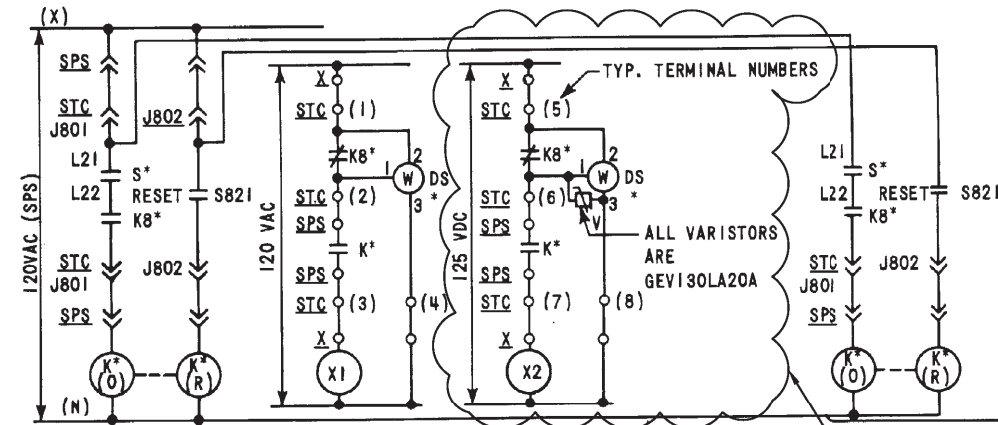 (X)
120VAC (SPS)
SPS
STC
J801
J802
L21
S*
L22
RESET
S821
K8*
STC
J801
J802
SPS
K*
(O)
K*
(R)
(N)
120 VAC
X
STC
(1)
K8*
1
2
W
DS
*
3
STC
(2)
SPS
K*
SPS
STC
(3)
(4)
X
X1
125 VDC
X
TYP. TERMINAL NUMBERS
STC
(5)
K8*
1
2
W
DS
*
3
V
STC
(6)
SPS
K*
ALL VARISTORS
ARE
GEV130LA20A
SPS
STC
(7)
(8)
X
X2
L21
S*
L22
RESET
S821
K8*
STC
J801
J802
SPS
K*
(O)
K*
(R)